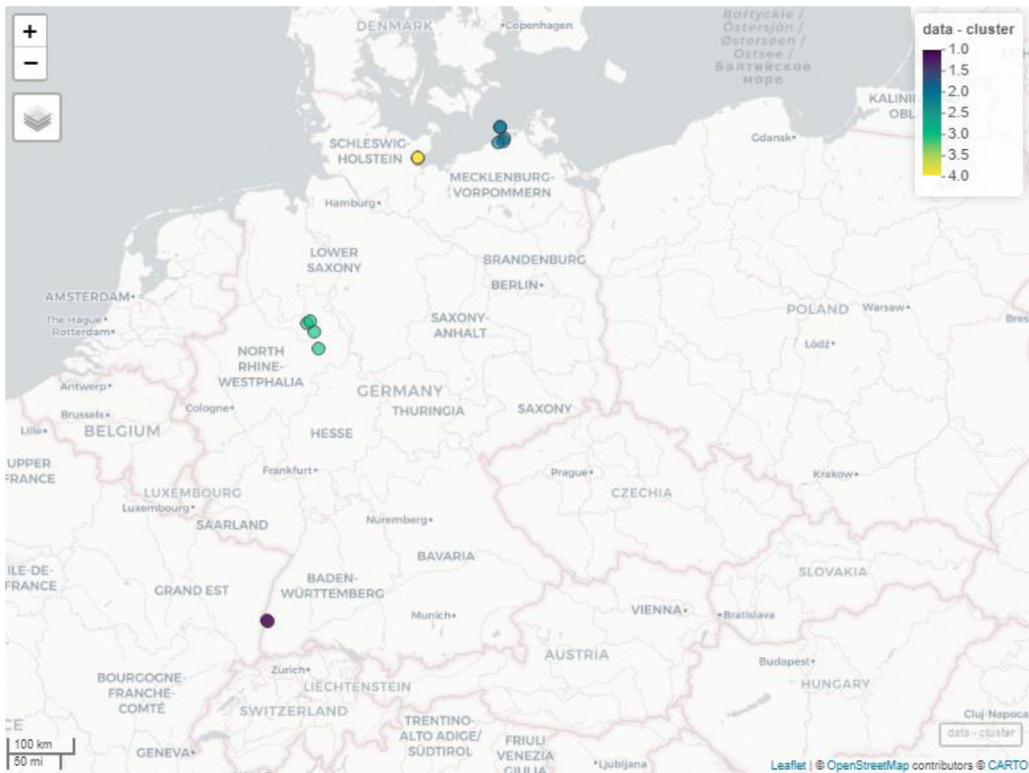 +
−
DENMARK
Copenhagen
Bałtyckie /
Östersjön /
Østersøen /
Ostsee /
Балтийское
море
data - cluster
1.0
1.5
2.0
2.5
3.0
3.5
4.0
KALINI
OBL
Gdansk
SCHLESWIG-
HOLSTEIN
MECKLENBURG-
VORPOMMERN
Hamburg
LOWER
SAXONY
BRANDENBURG
BERLIN
AMSTERDAM
The Hague
Rotterdam
SAXONY-
ANHALT
POLAND
Warsaw
Bres
Łódź
NORTH
RHINE-
WESTPHALIA
Antwerp
Cologne
GERMANY
THURINGIA
SAXONY
Brussels
Lille
BELGIUM
HESSE
UPPER
FRANCE
Frankfurt
Prague
Krakow
LUXEMBOURG
Luxembourg
CZECHIA
SAARLAND
Nuremberg
BAVARIA
ILE-DE-
FRANCE
GRAND EST
BADEN-
WÜRTTEMBERG
SLOVAKIA
Munich
VIENNA
Bratislava
AUSTRIA
Zürich
Budapest
BOURGOGNE-
FRANCHE-
COMTÉ
LIECHTENSTEIN
HUNGARY
SWITZERLAND
CE
TRENTINO-
ALTO ADIGE/
SÜDTIROL
Cluj-Napoca
data - cluster
100 km
50 mi
GENEVA
FRIULI
VENEZIA
GIULIA
Ljubljana
Leaflet | © OpenStreetMap contributors © CARTO